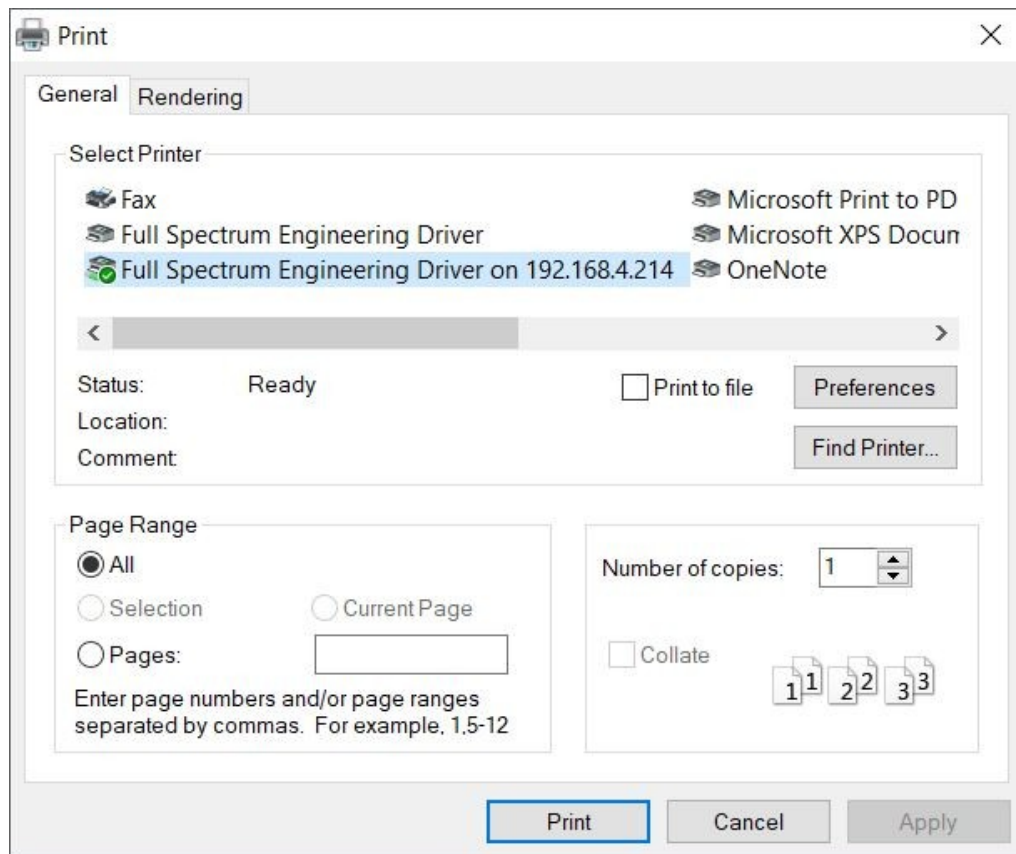 Print
General
Rendering
Select Printer
Fax
Microsoft Print to PD
Full Spectrum Engineering Driver
Microsoft XPS Docum
Full Spectrum Engineering Driver on 192.168.4.214
OneNote
Status: Ready
Print to file
Preferences
Location:
Comment:
Find Printer...
Page Range
All
Selection
Current Page
Pages:
Enter page numbers and/or page ranges
separated by commas. For example, 1,5-12
Number of copies: 1
Collate
1 1 2 2 3 3
Print
Cancel
Apply